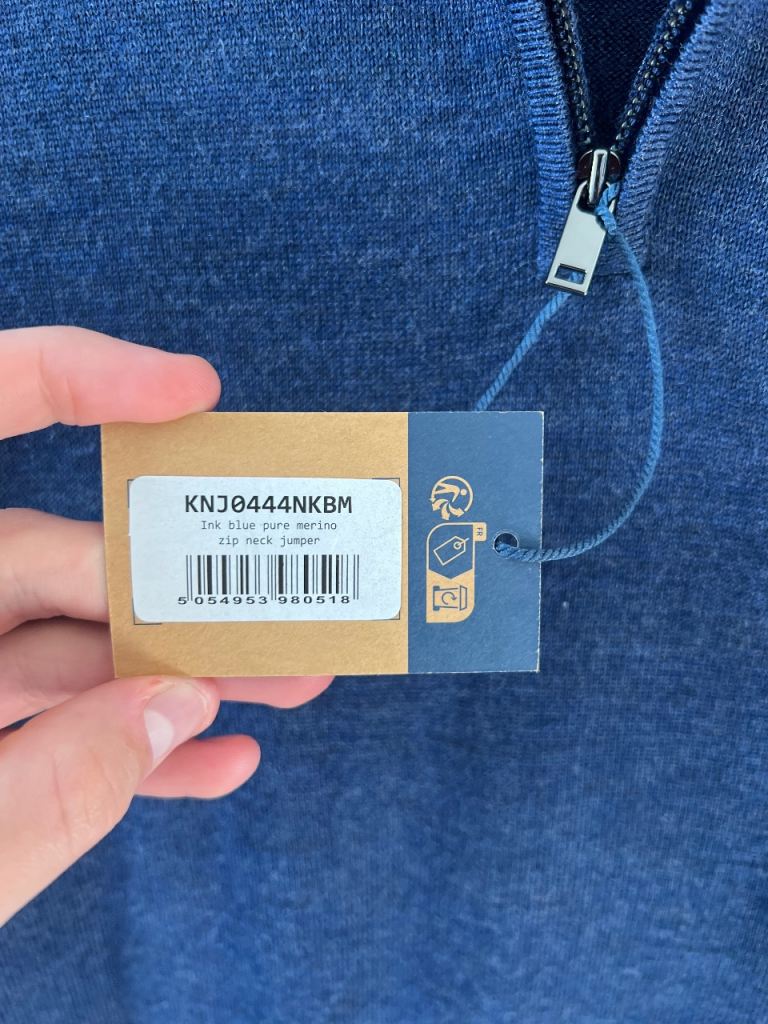 KNJ0444NKBM
Ink blue pure merino
zip neck jumper
5 054953 980518
FR